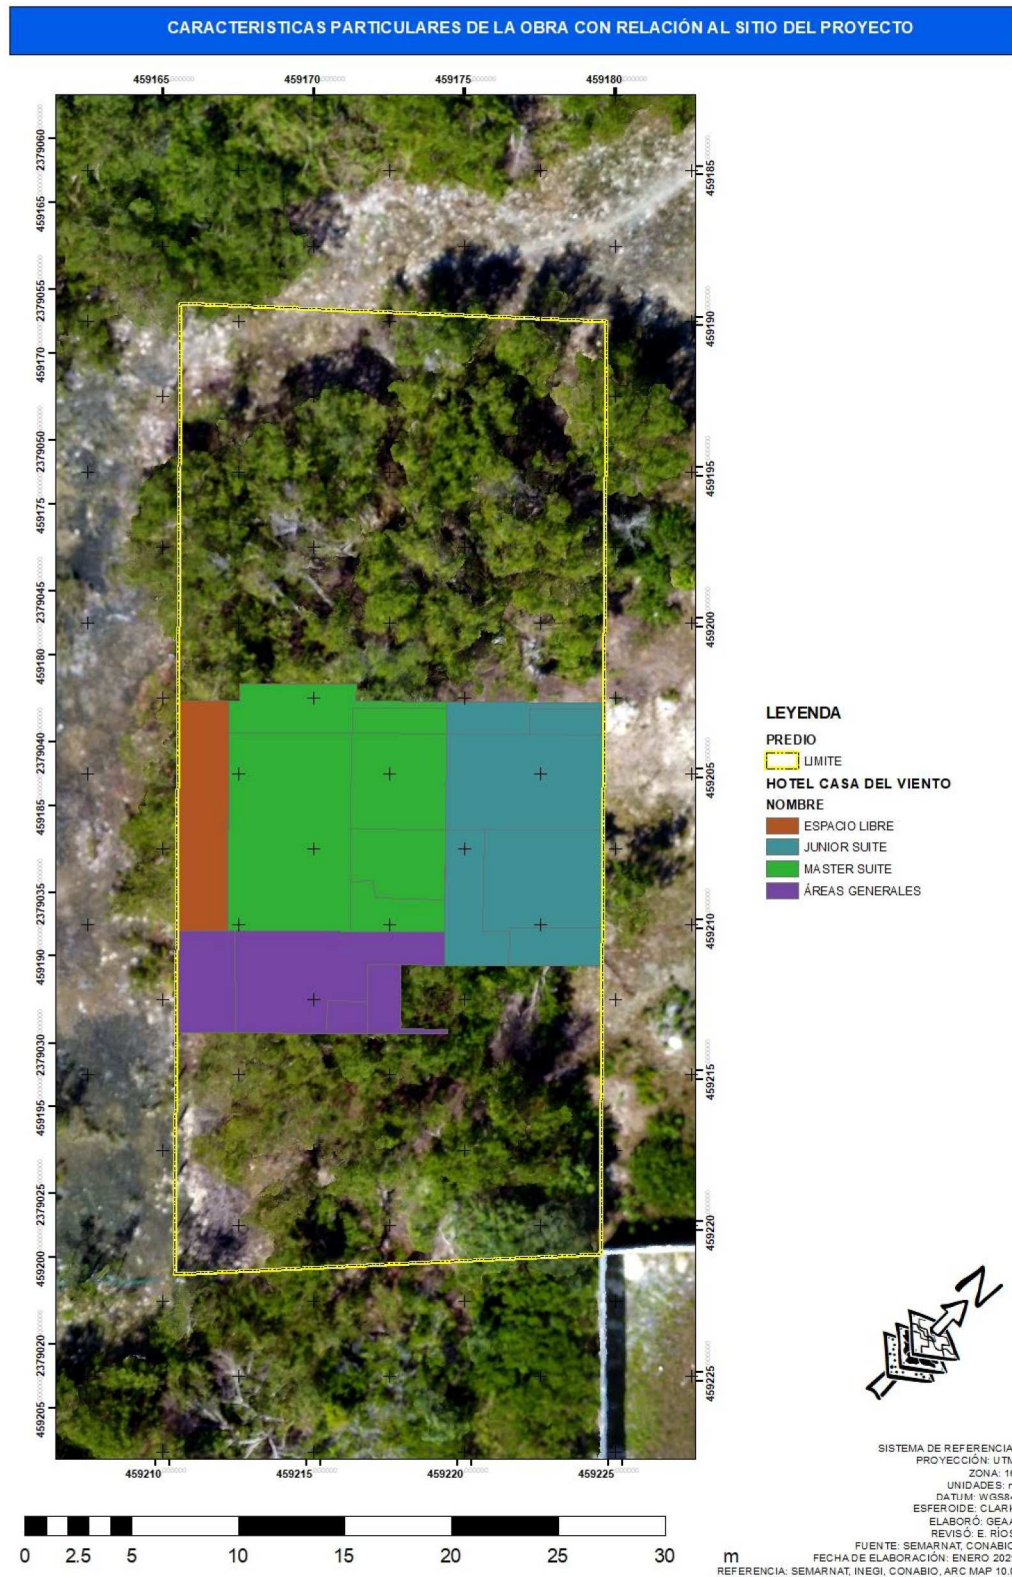 CARACTERISTICAS PARTICULARES DE LA OBRA CON RELACIÓN AL SITIO DEL PROYECTO
459165 459170 459175 459180
2379060
459165
2379055
459170
2379050
459175
2379045
459180
2379040
459185
2379035
459190
2379030
459195
2379025
459200
2379020
459205
459185
459190
459195
459200
459205
459210
459215
459220
459225
459210 459215 459220 459225
LEYENDA
PREDIO
LIMITE
HOTEL CASA DEL VIENTO
NOMBRE
ESPACIO LIBRE
JUNIOR SUITE
MASTER SUITE
ÁREAS GENERALES
N
SISTEMA DE REFERENCIA
PROYECCIÓN: UTM
ZONA: 16
UNIDADES:
DATUM: WGS84
ESFEROIDE: CLARK
ELABORÓ: GEAA
REVISÓ: E. RÍOS
FUENTE: SEMARNAT, CONABIO
FECHA DE ELABORACIÓN: ENERO
REFERENCIA: SEMARNAT, INEGI, CONABIO, ARC MAP 10.
0 2.5 5 10 15 20 25 30
m